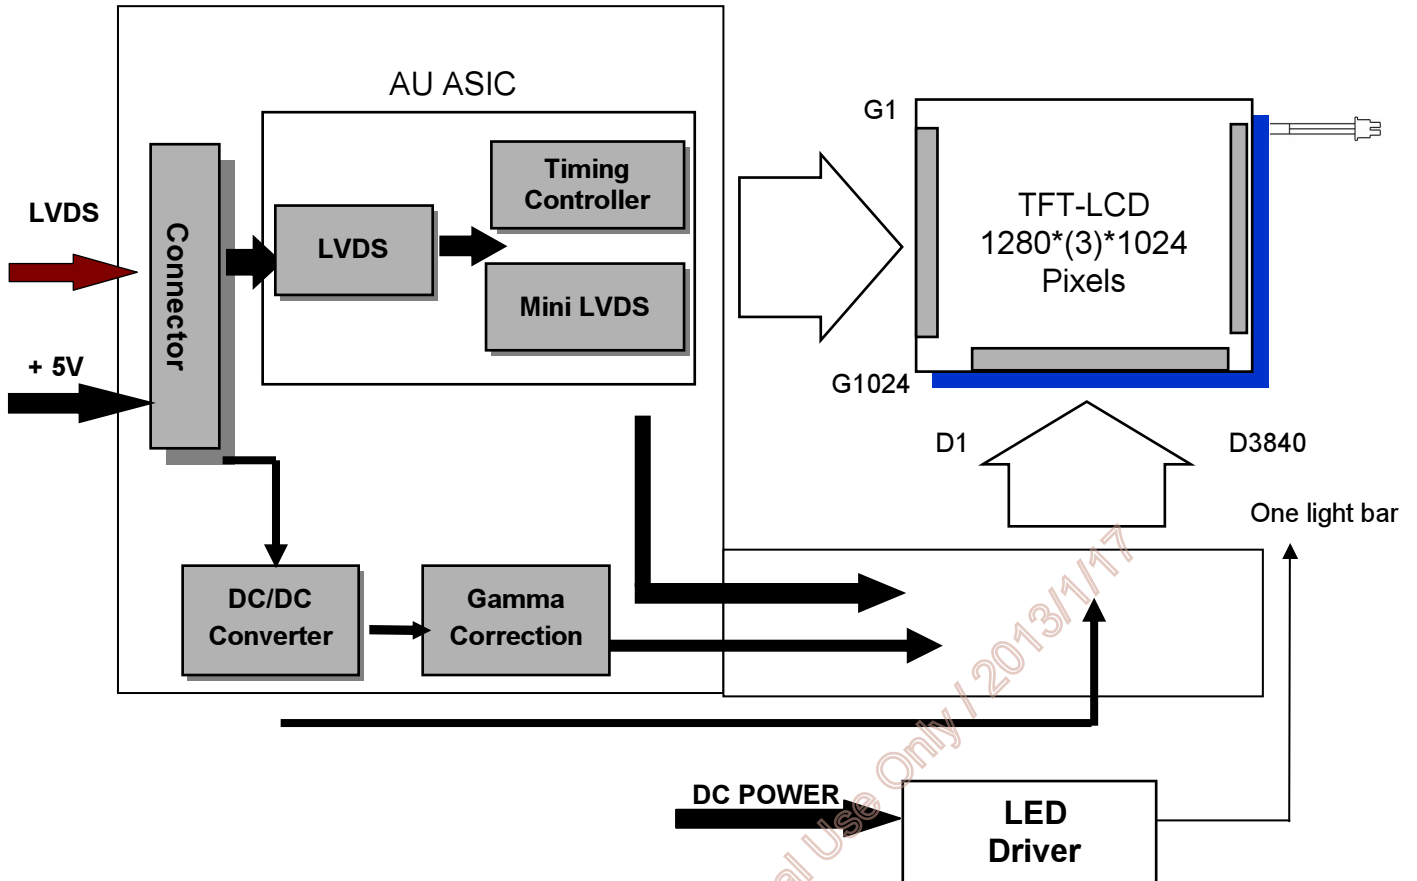 AU ASIC
G1
Timing
Controller
LVDS
Connector
LVDS
TFT-LCD
1280*(3)*1024
Pixels
Mini LVDS
+ 5V
G1024
D1
D3840
One light bar
DC/DC
Converter
Gamma
Correction
DC POWER
LED
Driver
al Use Only / 2013/1/17